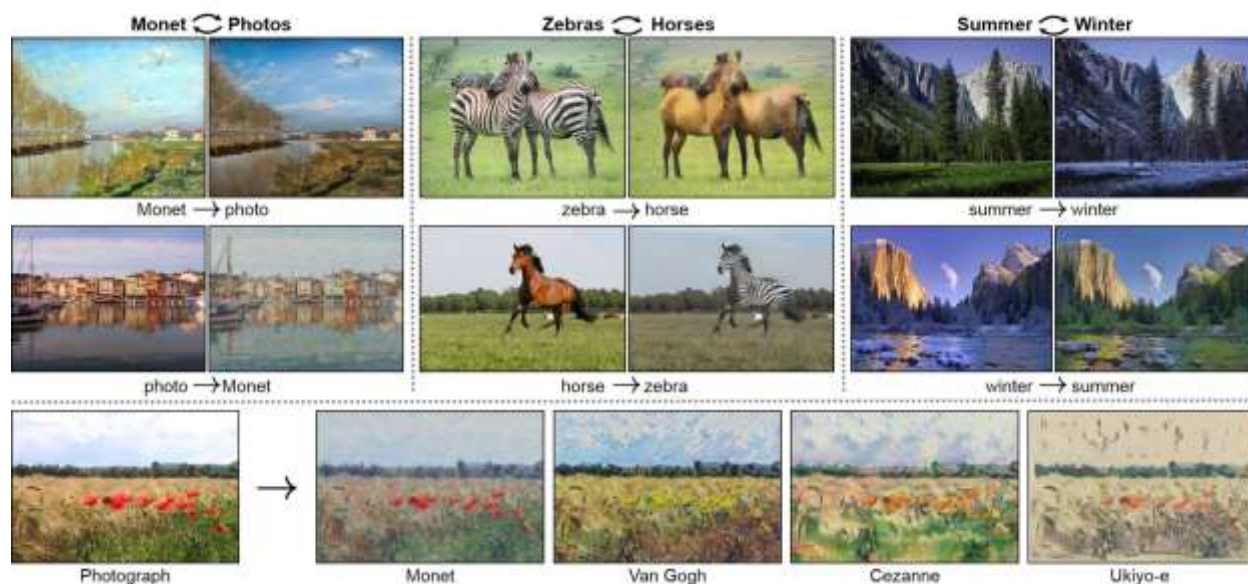 Monet Photos
Zebras Horses
Summer Winter
Monet → photo
zebra → horse
summer → winter
photo → Monet
horse → zebra
winter → summer
Photograph
Monet
Van Gogh
Cezanne
Ukiyo-e